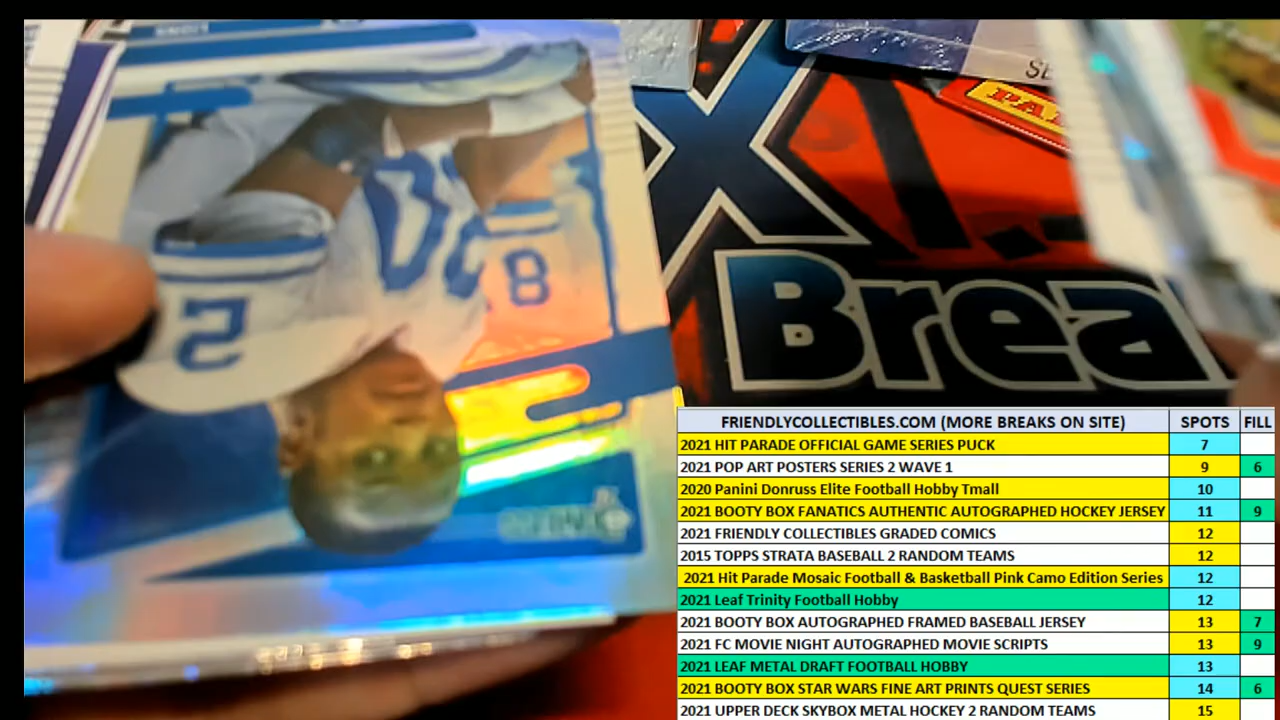 X
Brea
SE
PA
20
8
2
FRIENDLYCOLLECTIBLES.COM (MORE BREAKS ON SITE) SPOTS FILL
2021 HIT PARADE OFFICIAL GAME SERIES PUCK 7
2021 POP ART POSTERS SERIES 2 WAVE 1 9 6
2020 Panini Donruss Elite Football Hobby Tmall 10
2021 BOOTY BOX FANATICS AUTHENTIC AUTOGRAPHED HOCKEY JERSEY 11 9
2021 FRIENDLY COLLECTIBLES GRADED COMICS 12
2015 TOPPS STRATA BASEBALL 2 RANDOM TEAMS 12
2021 Hit Parade Mosaic Football & Basketball Pink Camo Edition Series 12
2021 Leaf Trinity Football Hobby 12
2021 BOOTY BOX AUTOGRAPHED FRAMED BASEBALL JERSEY 13 7
2021 FC MOVIE NIGHT AUTOGRAPHED MOVIE SCRIPTS 13 9
2021 LEAF METAL DRAFT FOOTBALL HOBBY 13
2021 BOOTY BOX STAR WARS FINE ART PRINTS QUEST SERIES 14 6
2021 UPPER DECK SKYBOX METAL HOCKEY 2 RANDOM TEAMS 15